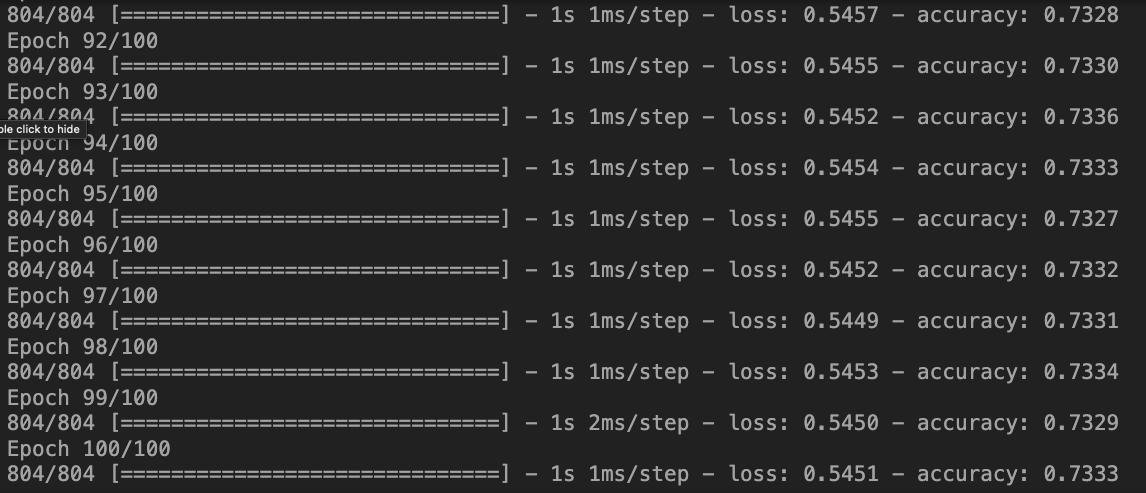 804/804 [==============================] - 1s 1ms/step - loss: 0.5457 - accuracy: 0.7328
Epoch 92/100
804/804 [==============================] - 1s 1ms/step - loss: 0.5455 - accuracy: 0.7330
Epoch 93/100
804/804 [==============================] - 1s 1ms/step - loss: 0.5452 - accuracy: 0.7336
ble click to hide
Epoch 94/100
804/804 [==============================] - 1s 1ms/step - loss: 0.5454 - accuracy: 0.7333
Epoch 95/100
804/804 [==============================] - 1s 1ms/step - loss: 0.5455 - accuracy: 0.7327
Epoch 96/100
804/804 [==============================] - 1s 1ms/step - loss: 0.5452 - accuracy: 0.7332
Epoch 97/100
804/804 [==============================] - 1s 1ms/step - loss: 0.5449 - accuracy: 0.7331
Epoch 98/100
804/804 [==============================] - 1s 1ms/step - loss: 0.5453 - accuracy: 0.7334
Epoch 99/100
804/804 [==============================] - 1s 2ms/step - loss: 0.5450 - accuracy: 0.7329
Epoch 100/100
804/804 [==============================] - 1s 1ms/step - loss: 0.5451 - accuracy: 0.7333